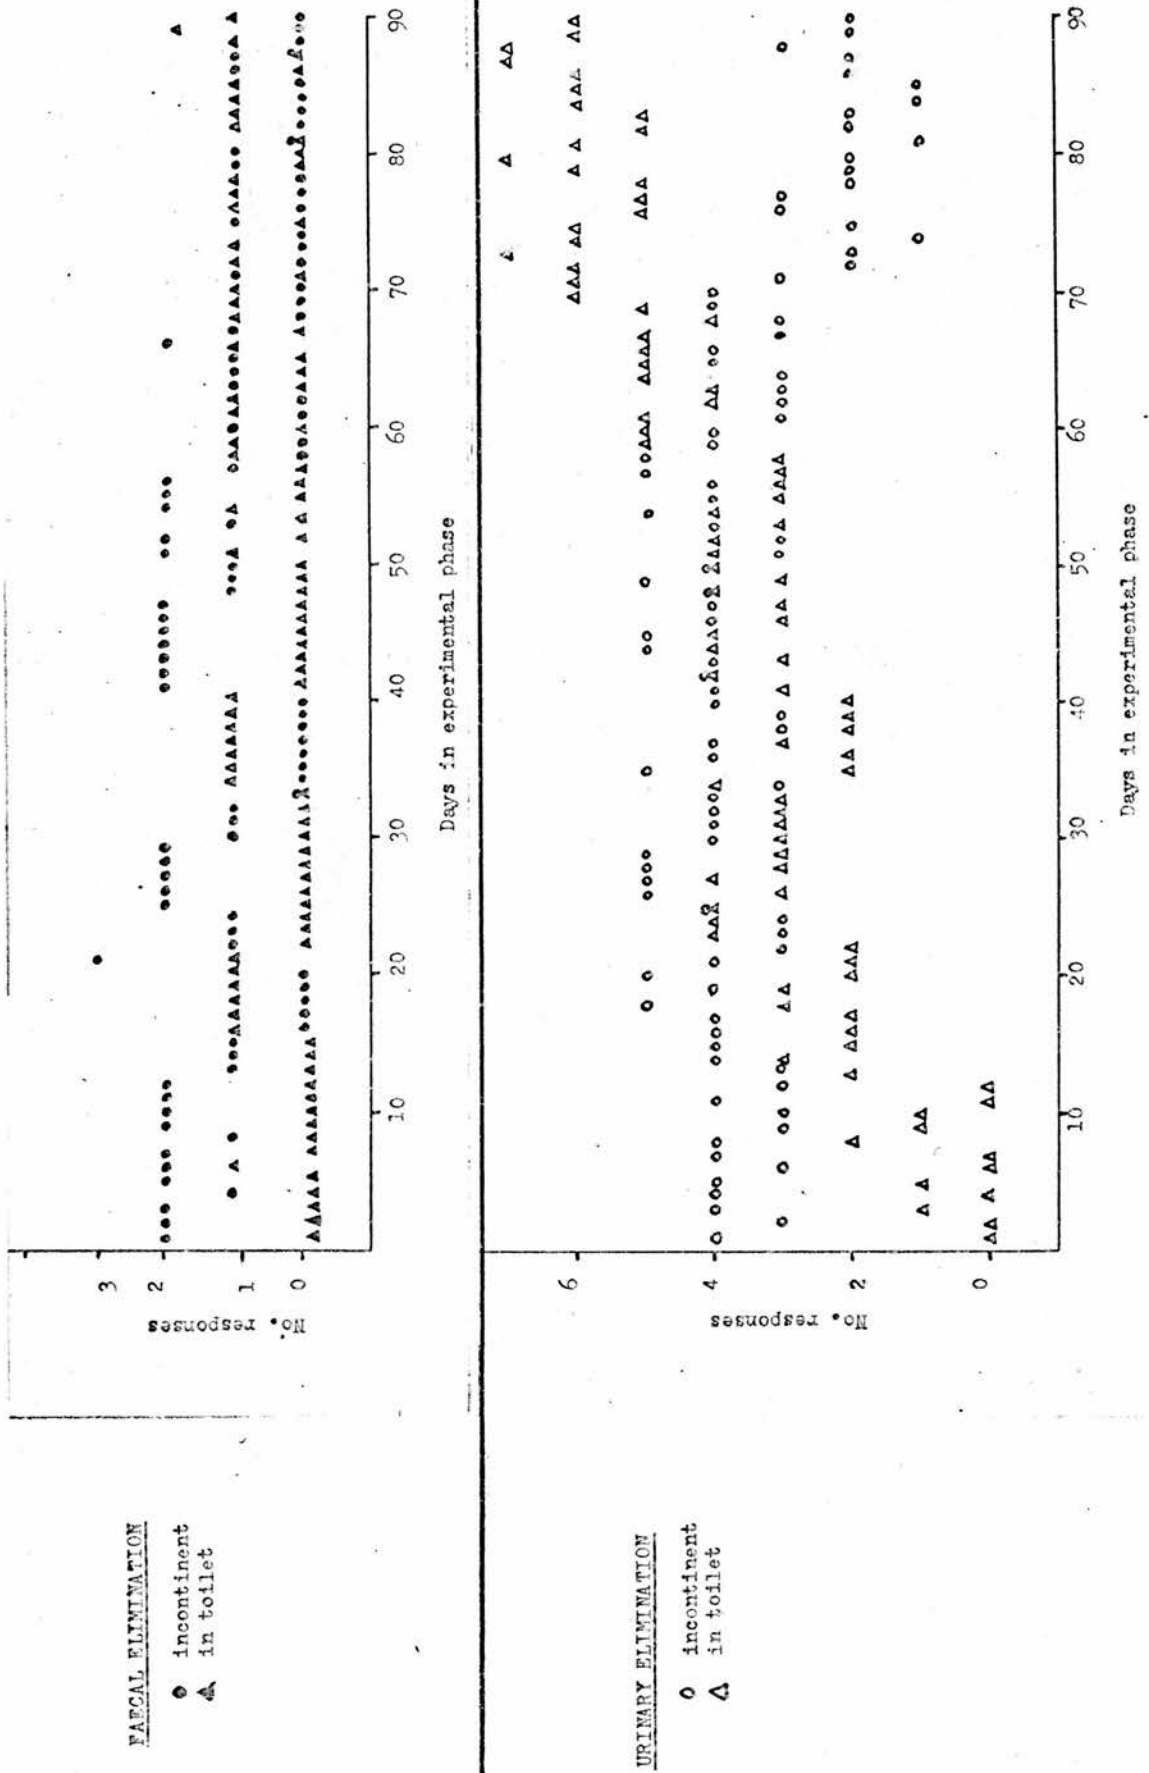 FAECAL ELIMINATION
● incontinent
▲ in toilet
No. responses
3
2
1
0
10
20
30
40
50
60
70
80
90
Days in experimental phase
URINARY ELIMINATION
O incontinent
△ in toilet
No. responses
6
4
2
0
10
20
30
40
50
60
70
80
90
Days in experimental phase